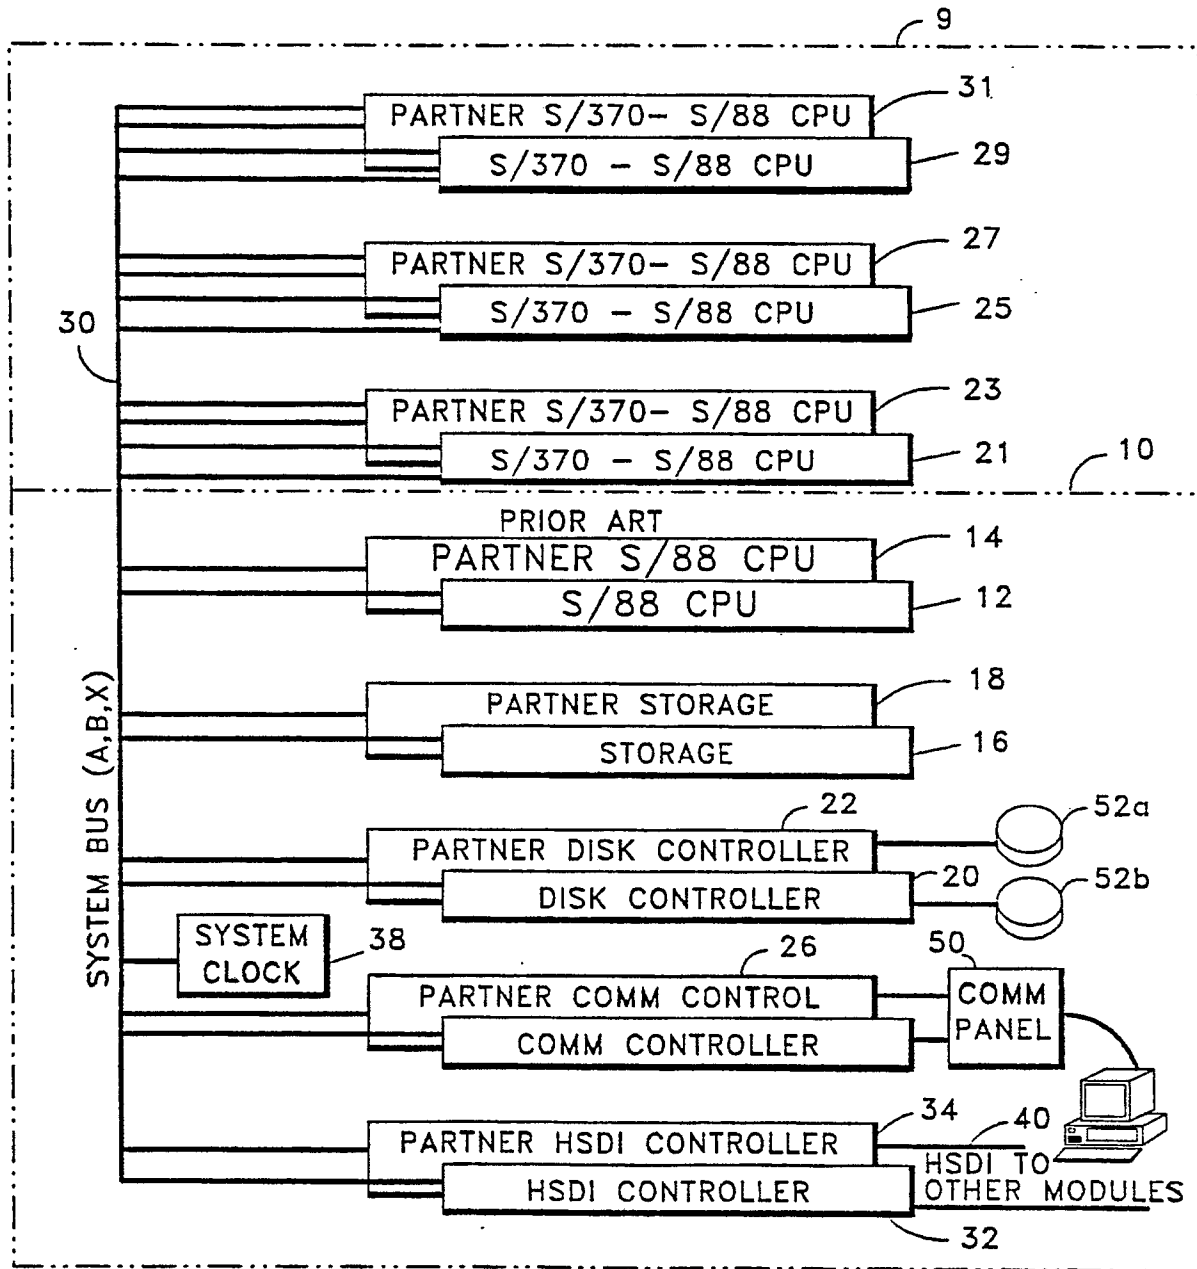 9
PARTNER S/370- S/88 CPU
31
S/370 - S/88 CPU
29
PARTNER S/370- S/88 CPU
27
S/370 - S/88 CPU
25
30
PARTNER S/370- S/88 CPU
23
S/370 - S/88 CPU
21
10
PRIOR ART
PARTNER S/88 CPU
14
S/88 CPU
12
SYSTEM BUS (A,B,X)
PARTNER STORAGE
18
STORAGE
16
22
PARTNER DISK CONTROLLER
52a
DISK CONTROLLER
20
52b
SYSTEM
CLOCK
38
26
PARTNER COMM CONTROL
COMM CONTROLLER
50
COMM
PANEL
34
PARTNER HSDI CONTROLLER
40
HSDI CONTROLLER
HSDI TO
OTHER MODULES
32